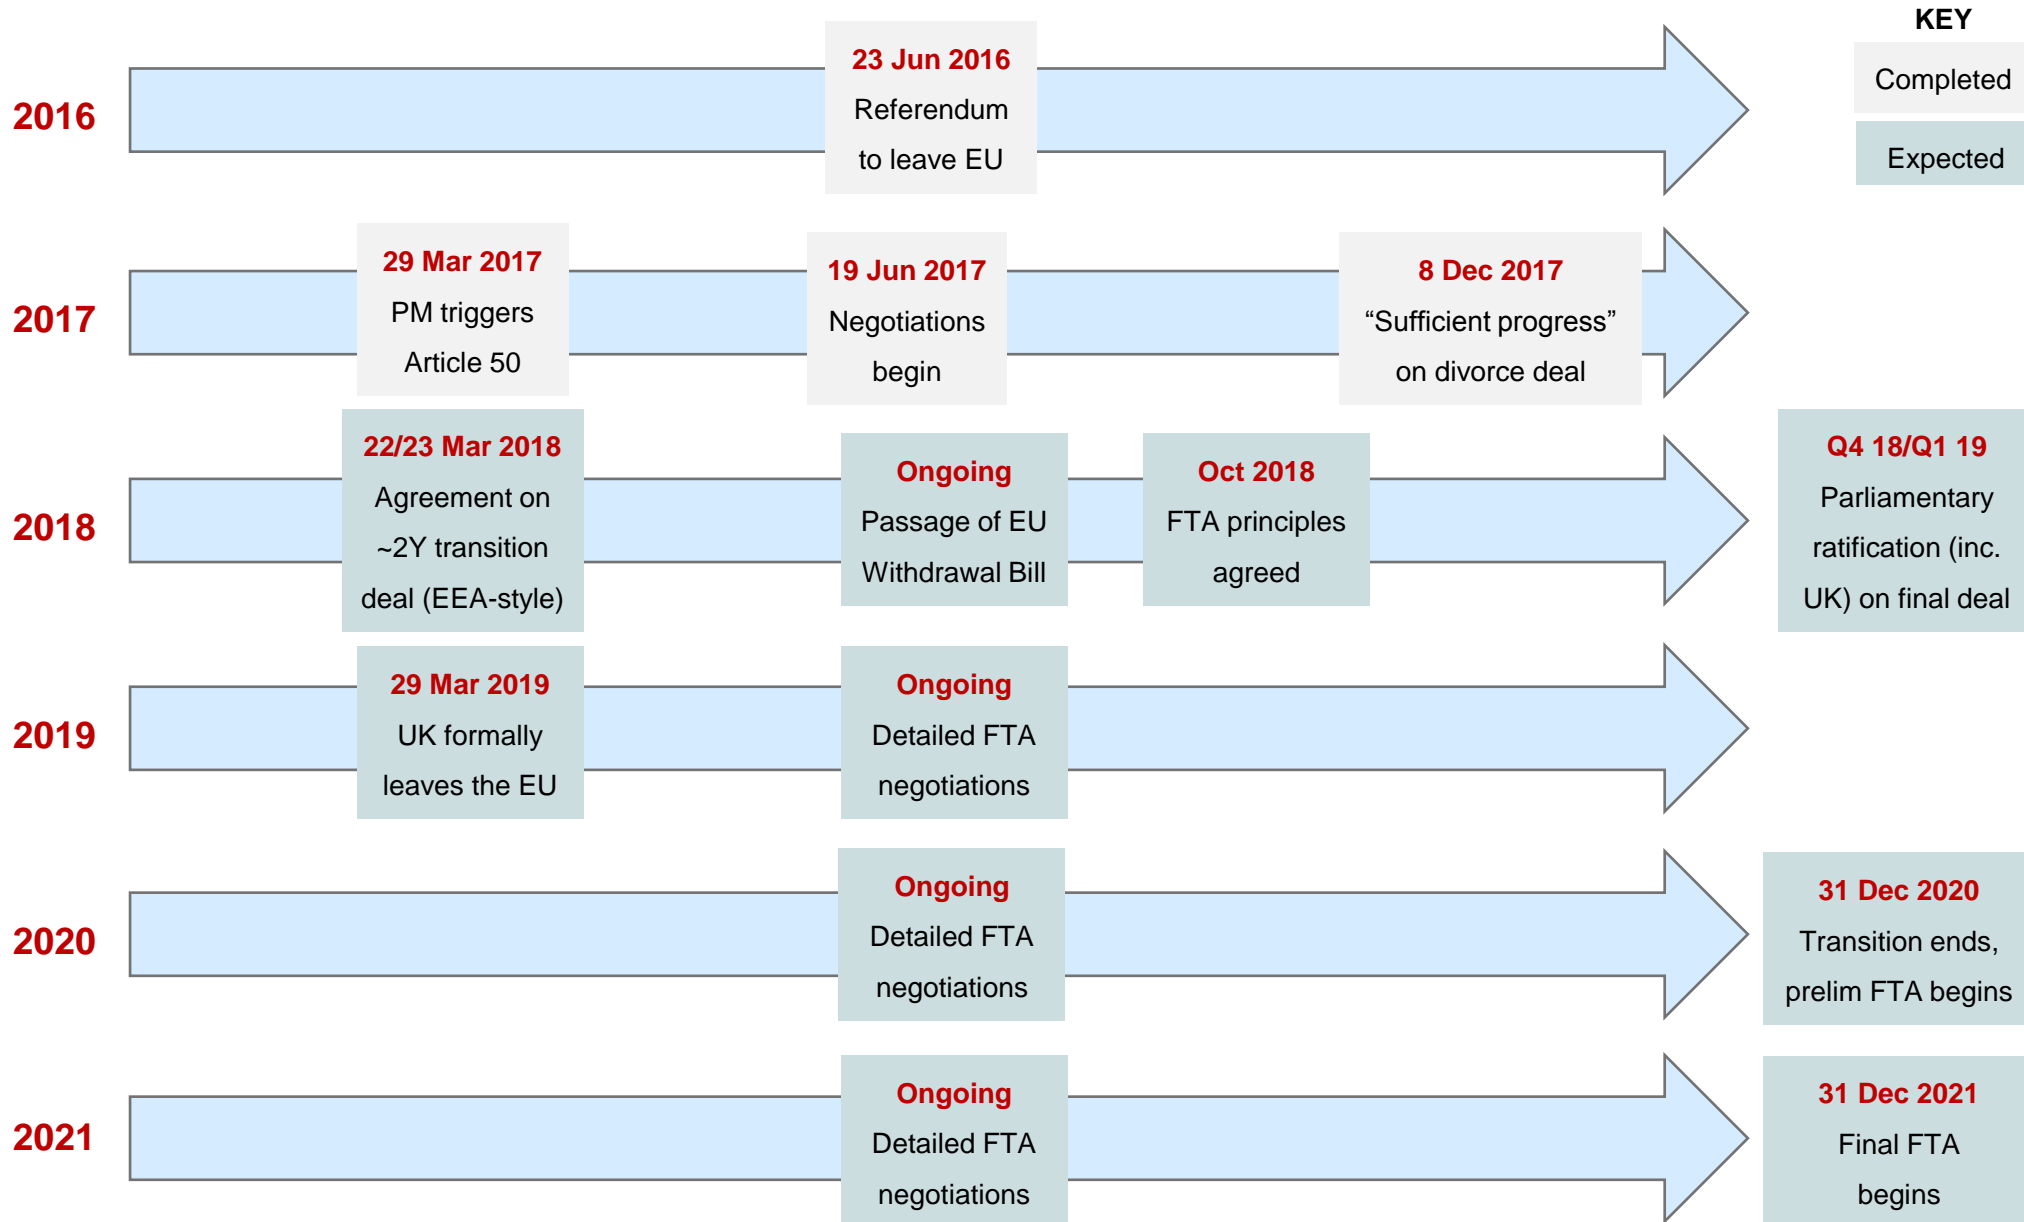 KEY
Completed
Expected
2016
23 Jun 2016
Referendum
to leave EU
2017
29 Mar 2017
PM triggers
Article 50
19 Jun 2017
Negotiations
begin
8 Dec 2017
“Sufficient progress”
on divorce deal
2018
22/23 Mar 2018
Agreement on
~2Y transition
deal (EEA-style)
Ongoing
Passage of EU
Withdrawal Bill
Oct 2018
FTA principles
agreed
Q4 18/Q1 19
Parliamentary
ratification (inc.
UK) on final deal
2019
29 Mar 2019
UK formally
leaves the EU
Ongoing
Detailed FTA
negotiations
2020
Ongoing
Detailed FTA
negotiations
31 Dec 2020
Transition ends,
prelim FTA begins
2021
Ongoing
Detailed FTA
negotiations
31 Dec 2021
Final FTA
begins